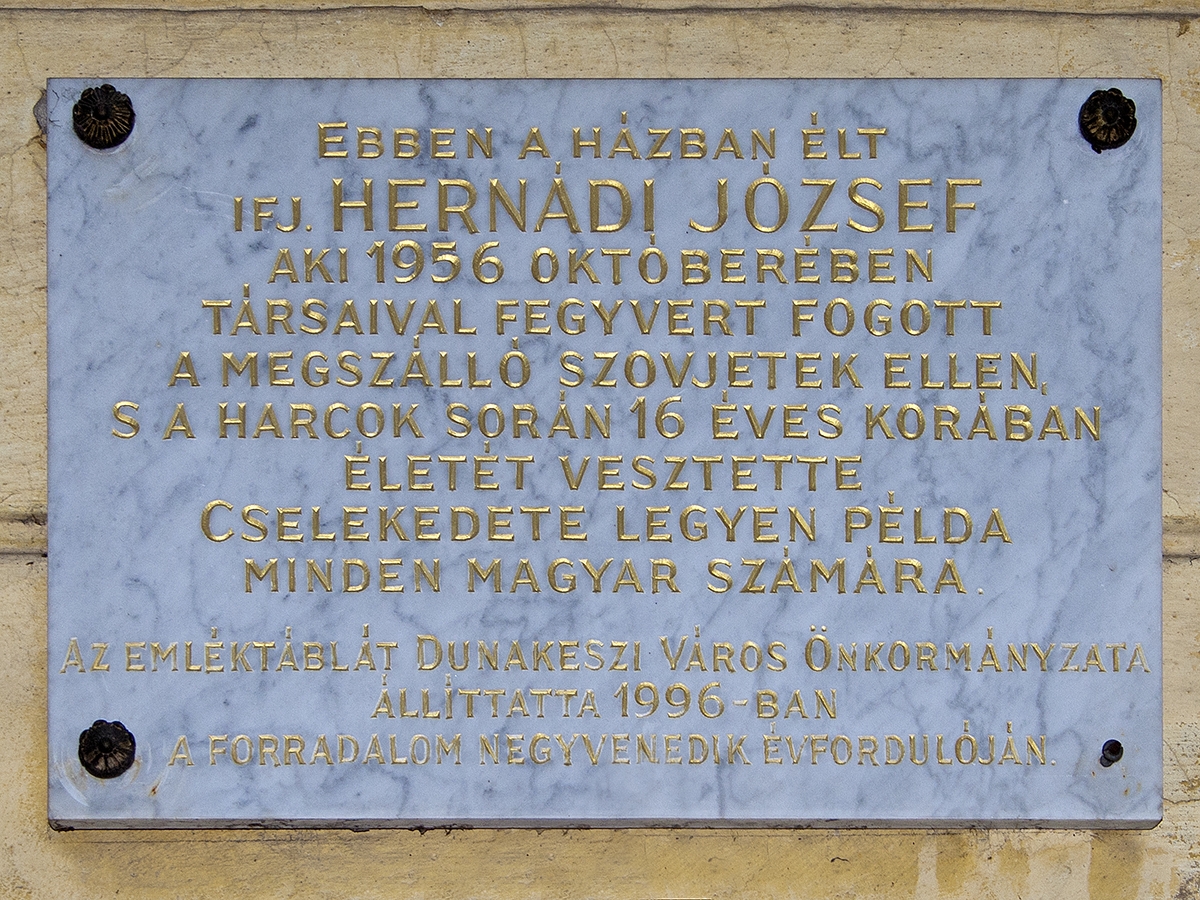 EBBEN A HÁZBAN ÉLT
IFJ. HERNÁDI JÓZSEF
AKI 1956 OKTÓBERÉBEN
TÁRSAIVAL FEGYVERT FOGOTT
A MEGSZÁLLÓ SZOVJETEK ELLEN,
S A HARCOK SORÁN 16 ÉVES KORÁBAN
ÉLETÉT VESZTETTE
CSELEKEDETE LEGYEN PÉLDA
MINDEN MAGYAR SZÁMÁRA.
AZ EMLÉKTÁBLÁT DUNAKESZI VÁROS ÖNKORMÁNYZATA
ÁLLÍTTATTA 1996-BAN
A FORRADALOM NEGYVENEDIK ÉVFORDULÓJÁN.